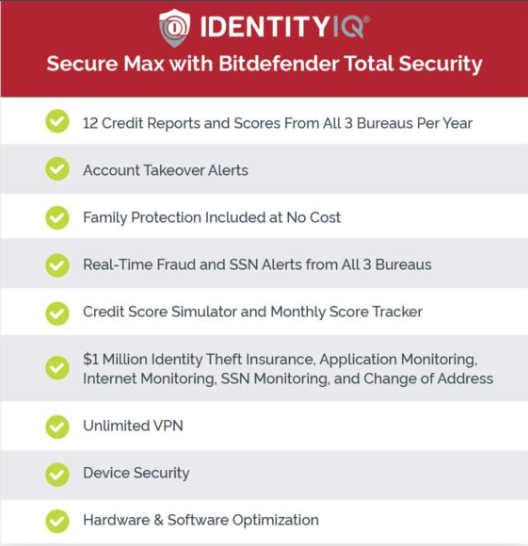 IDENTITYIQ®
Secure Max with Bitdefender Total Security
12 Credit Reports and Scores From All 3 Bureaus Per Year
Account Takeover Alerts
Family Protection Included at No Cost
Real-Time Fraud and SSN Alerts from All 3 Bureaus
Credit Score Simulator and Monthly Score Tracker
$1 Million Identity Theft Insurance, Application Monitoring,
Internet Monitoring, SSN Monitoring, and Change of Address
Unlimited VPN
Device Security
Hardware & Software Optimization